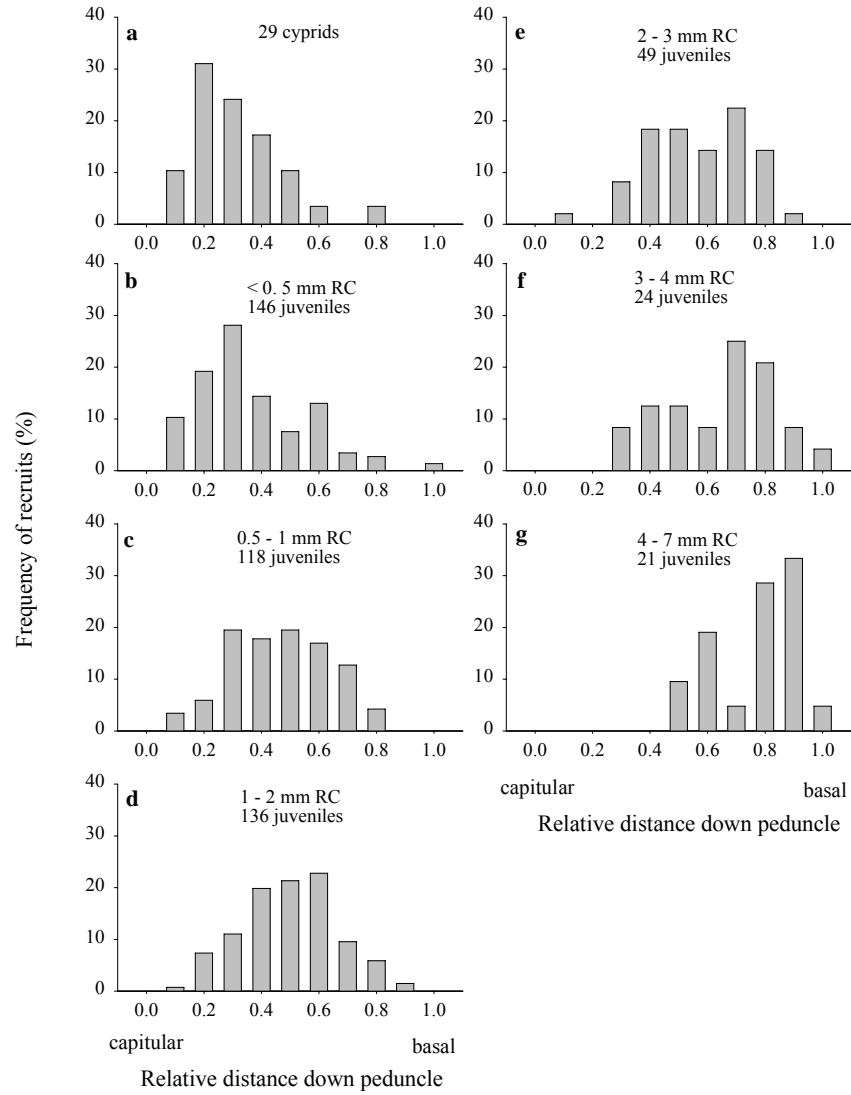 Frequency of recruits (%)
a
29 cyprids
40
30
20
10
0
0.0 0.2 0.4 0.6 0.8 1.0
b
< 0. 5 mm RC
146 juveniles
40
30
20
10
0
0.0 0.2 0.4 0.6 0.8 1.0
c
0.5 - 1 mm RC
118 juveniles
40
30
20
10
0
0.0 0.2 0.4 0.6 0.8 1.0
d
1 - 2 mm RC
136 juveniles
40
30
20
10
0
0.0 0.2 0.4 0.6 0.8 1.0
capitular basal
Relative distance down peduncle
e
2 - 3 mm RC
49 juveniles
40
30
20
10
0
0.0 0.2 0.4 0.6 0.8 1.0
f
3 - 4 mm RC
24 juveniles
40
30
20
10
0
0.0 0.2 0.4 0.6 0.8 1.0
g
4 - 7 mm RC
21 juveniles
40
30
20
10
0
0.0 0.2 0.4 0.6 0.8 1.0
capitular basal
Relative distance down peduncle